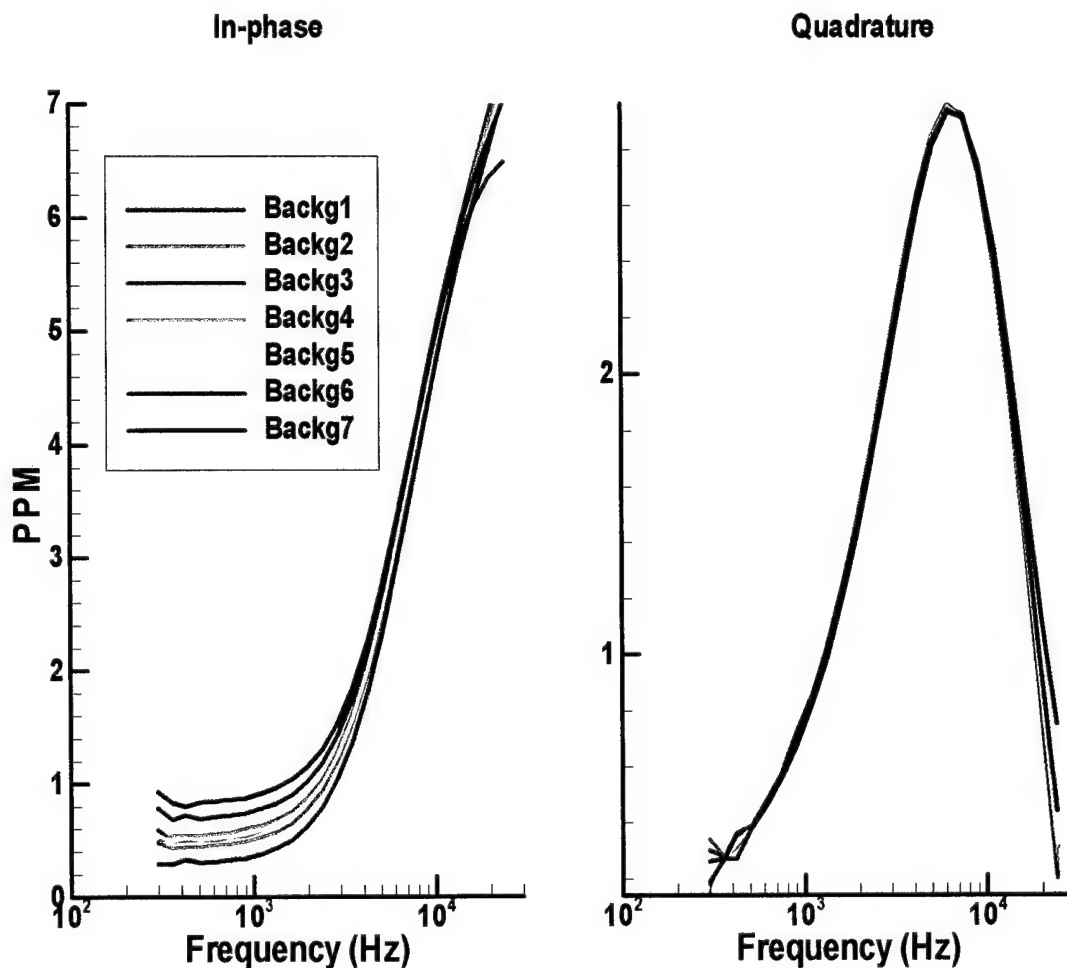 In-phase
Quadrature
7
6
5
4
3
2
1
0
PPM
Backg1
Backg2
Backg3
Backg4
Backg5
Backg6
Backg7
10²
10³
10⁴
Frequency (Hz)
2
1
10²
10³
10⁴
Frequency (Hz)